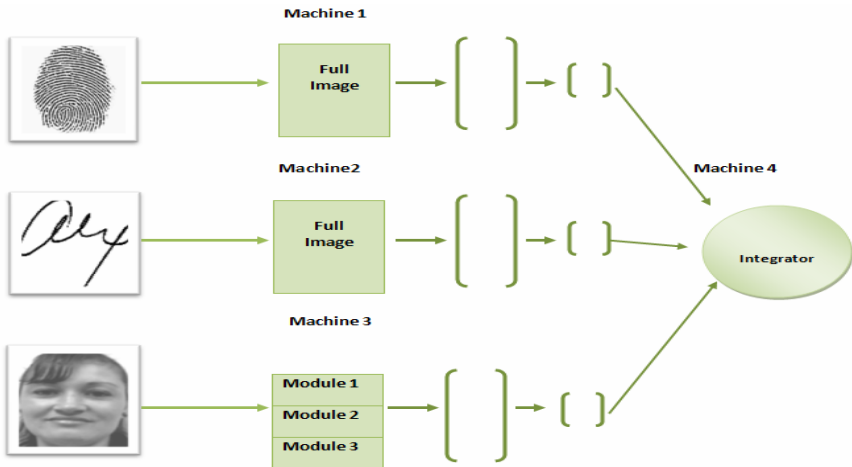 Machine 1
Full
Image
Machine2
Machine 4
Full
Image
Integrator
Machine 3
Module 1
Module 2
Module 3